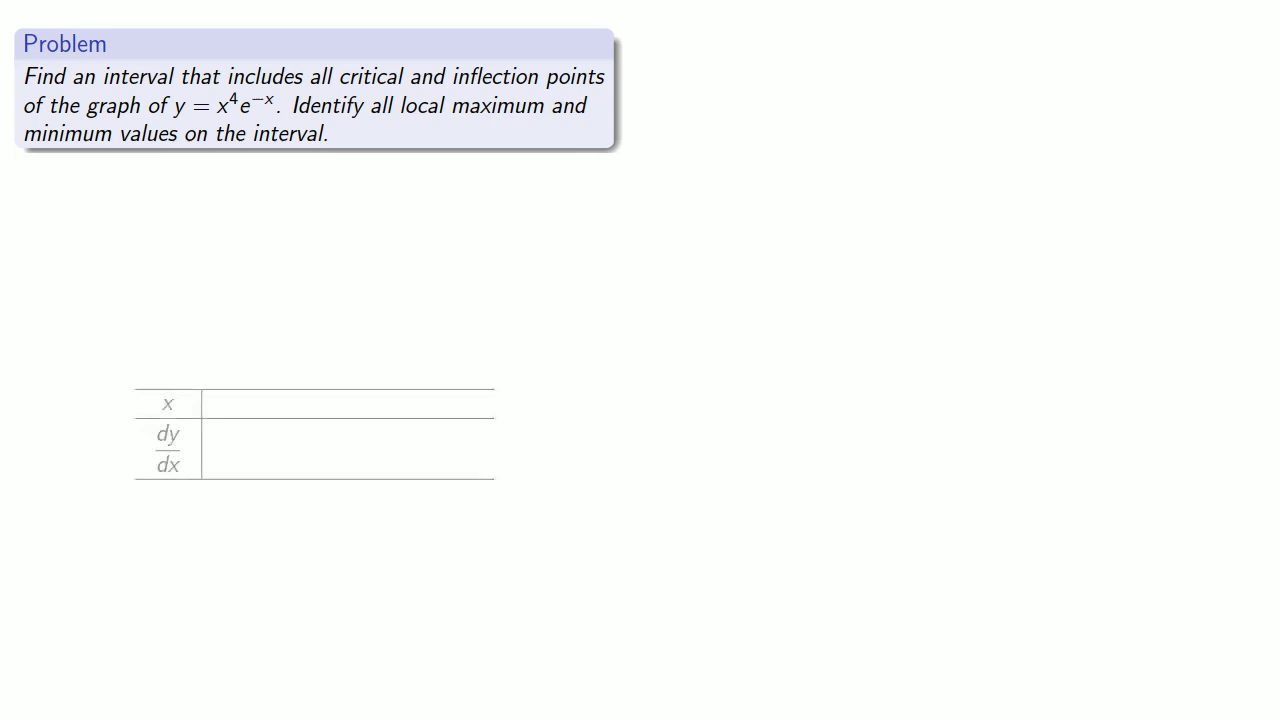 Problem
Find an interval that includes all critical and inflection points
of the graph of y = x⁴e⁻ˣ. Identify all local maximum and
minimum values on the interval.
x
dy
dx